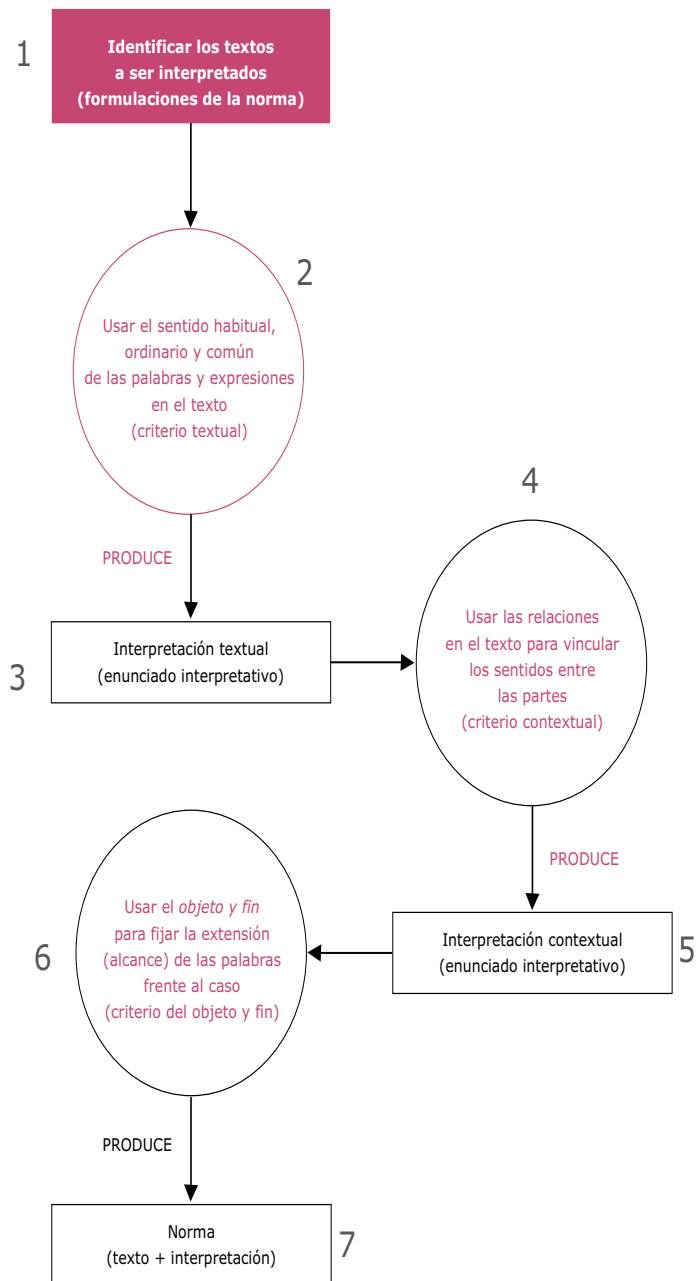 1
Identificar los textos
a ser interpretados
(formulaciones de la norma)
2
Usar el sentido habitual,
ordinario y común
de las palabras y expresiones
en el texto
(criterio textual)
PRODUCE
3
Interpretación textual
(enunciado interpretativo)
4
Usar las relaciones
en el texto para vincular
los sentidos entre
las partes
(criterio contextual)
PRODUCE
5
Interpretación contextual
(enunciado interpretativo)
6
Usar el objeto y fin
para fijar la extensión
(alcance) de las palabras
frente al caso
(criterio del objeto y fin)
PRODUCE
7
Norma
(texto + interpretación)